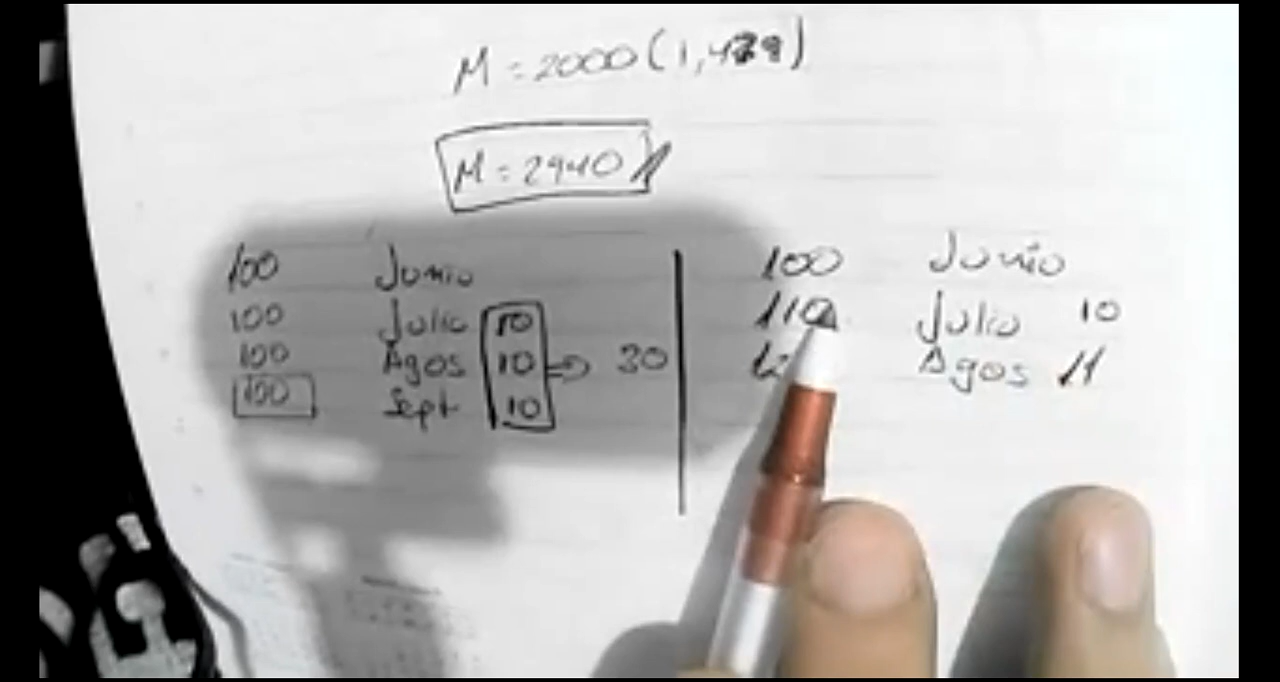 M = 2000 (1,479)
M = 2940
100 Junio
100 Julio 10
100 Agos 10 => 30
100 Sept 10
100 Junio
110 Julio 10
Agos 11